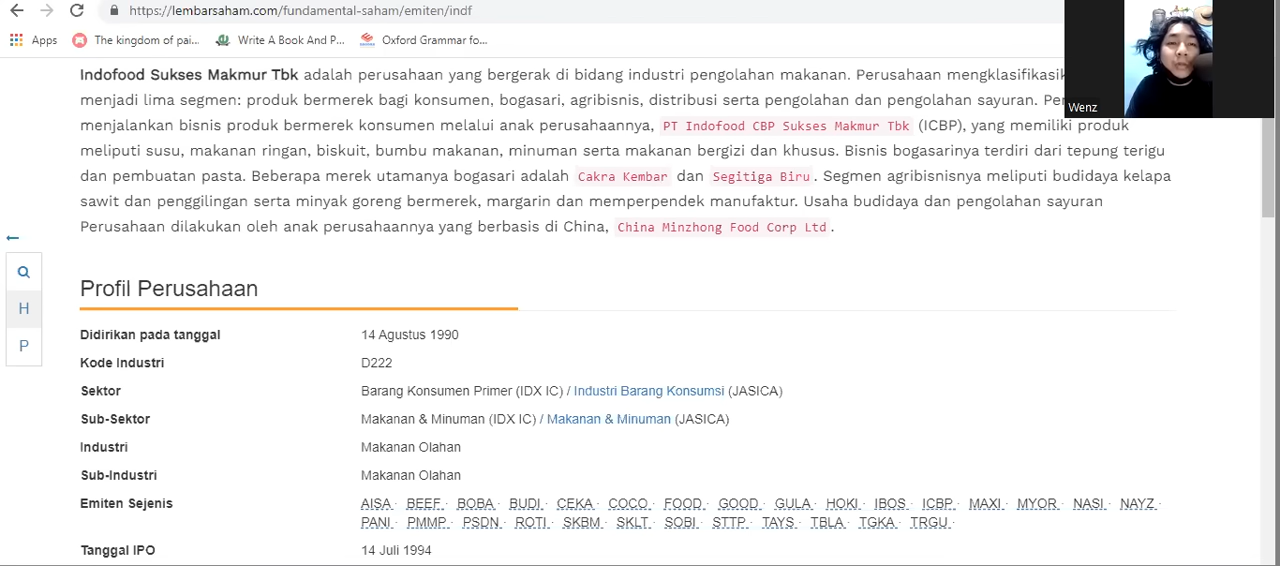 https://lembarsaham.com/fundamental-saham/emiten/indf
Apps The kingdom of pai... Write A Book And P... Oxford Grammar fo...
Wenz
Indofood Sukses Makmur Tbk adalah perusahaan yang bergerak di bidang industri pengolahan makanan. Perusahaan
menjadi lima segmen: produk bermerek bagi konsumen, bogasari, agribisnis, distribusi serta pengolahan dan pengolahan sayuran.
menjalankan bisnis produk bermerek konsumen melalui anak perusahaannya, PT Indofood CBP Sukses Makmur Tbk (ICBP), yang memiliki produk
meliputi susu, makanan ringan, biskuit, bumbu makanan, minuman serta makanan bergizi dan khusus. Bisnis bogasarinya terdiri dari tepung terigu
dan pembuatan pasta. Beberapa merek utamanya bogasari adalah Cakra Kembar dan Segitiga Biru. Segmen agribisnisnya meliputi budidaya kelapa
sawit dan penggilingan serta minyak goreng bermerek, margarin dan memperpendek manufaktur. Usaha budidaya dan pengolahan sayuran
Perusahaan dilakukan oleh anak perusahaannya yang berbasis di China, China Minzhong Food Corp Ltd.
H
P
Profil Perusahaan
Didirikan pada tanggal 14 Agustus 1990
Kode Industri D222
Sektor Barang Konsumen Primer (IDX IC) / Industri Barang Konsumsi (JASICA)
Sub-Sektor Makanan & Minuman (IDX IC) / Makanan & Minuman (JASICA)
Industri Makanan Olahan
Sub-Industri Makanan Olahan
Emiten Sejenis AISA · BEEF · BOBA · BUDI · CEKA · COCO · FOOD · GOOD · GULA · HOKI · IBOS · ICBP · MAXI · MYOR · NASI · NAYZ ·
PANI · PMMP · PSDN · ROTI · SKBM · SKLT · SOBI · STTP · TAYS · TBLA · TGKA · TRGU ·
Tanggal IPO 14 Juli 1994